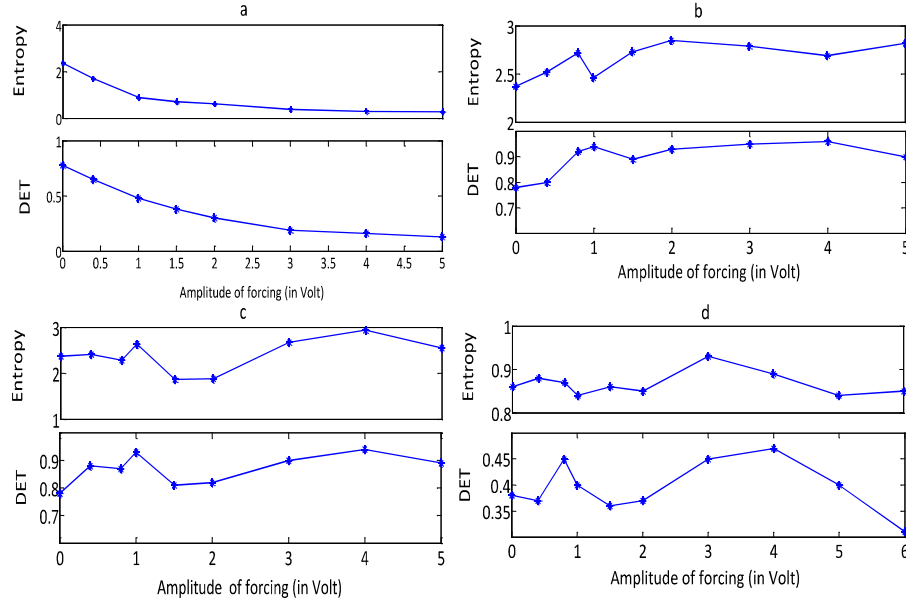 a
Entropy
4
2
0
DET
1
0.5
0
0 0.5 1 1.5 2 2.5 3 3.5 4 4.5 5
Amplitude of forcing (in Volt)
b
Entropy
3
2.5
2
DET
0.9
0.8
0.7
0 1 2 3 4 5
Amplitude of forcing (in Volt)
c
Entropy
3
2
1
DET
0.9
0.8
0.7
0 1 2 3 4 5
Amplitude of forcing (in Volt)
d
Entropy
1
0.9
0.8
DET
0.45
0.4
0.35
0 1 2 3 4 5 6
Amplitude of forcing (in Volt)